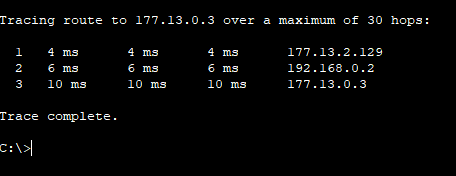 Tracing route to 177.13.0.3 over a maximum of 30 hops:
1 4 ms 4 ms 4 ms 177.13.2.129
2 6 ms 6 ms 6 ms 192.168.0.2
3 10 ms 10 ms 10 ms 177.13.0.3
Trace complete.
C:\>